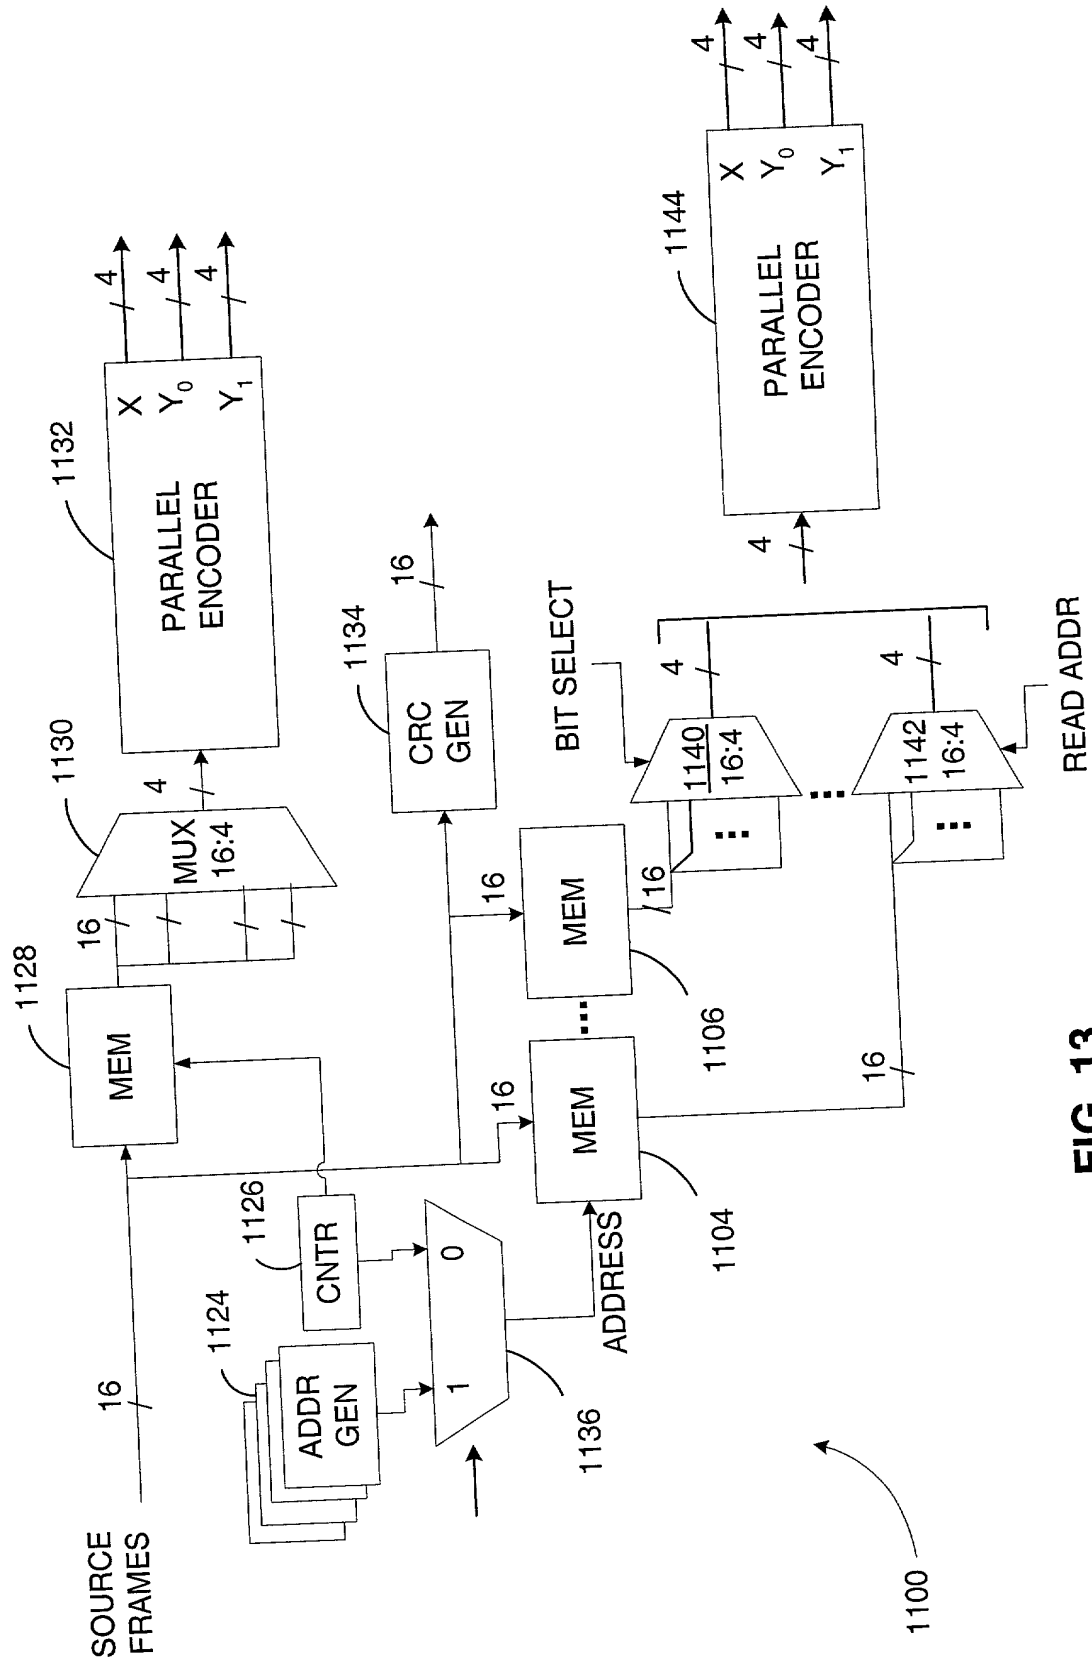 SOURCE
FRAMES
16
1128
MEM
16
1130
MUX
16:4
4
1132
PARALLEL
ENCODER
X
Y0
Y1
4
4
4
1124
ADDR
GEN
1126
CNTR
1
0
1136
ADDRESS
1134
CRC
GEN
16
16
MEM
1104
16
MEM
1106
16
16
BIT SELECT
1140
16:4
4
1142
16:4
4
READ ADDR
4
1144
PARALLEL
ENCODER
X
Y0
Y1
4
4
4
1100
FIG. 13